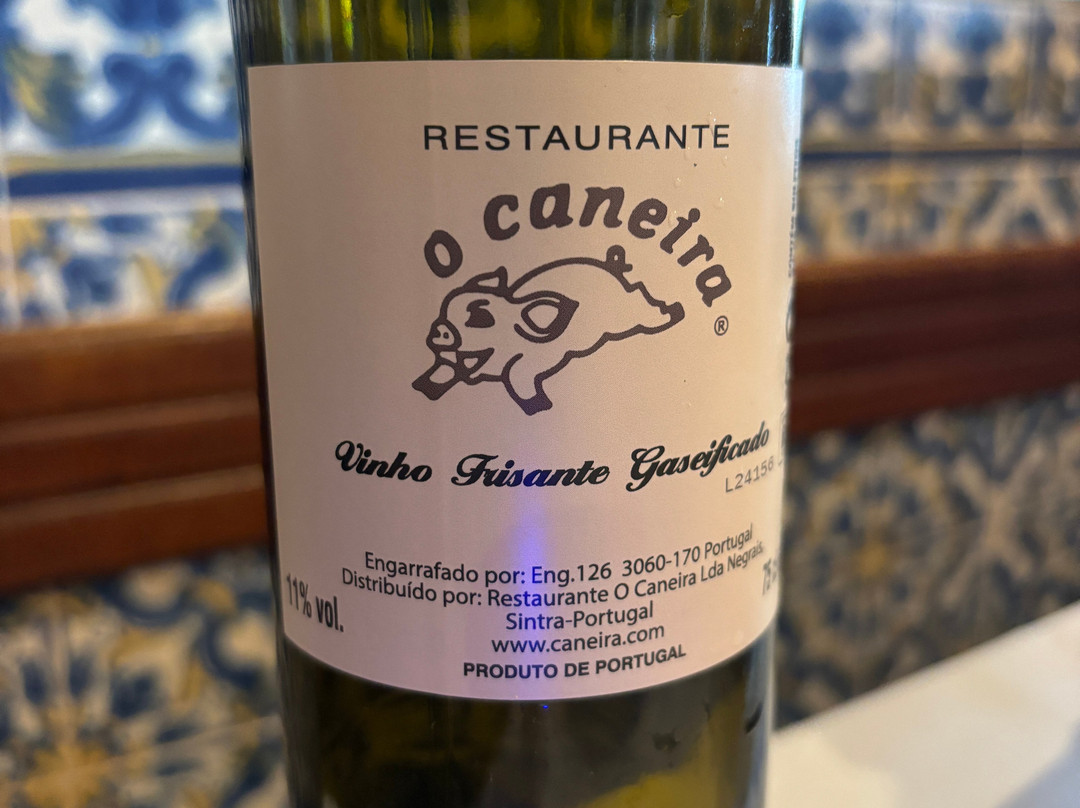 RESTAURANTE
o caneira
®
Vinho Frisante Gaseificado
L24156
Engarrafado por: Eng.126 3060-170 Portugal
Distribuído por: Restaurante O Caneira Lda Negrais,
Sintra-Portugal
11% vol.
www.caneira.com
PRODUTO DE PORTUGAL